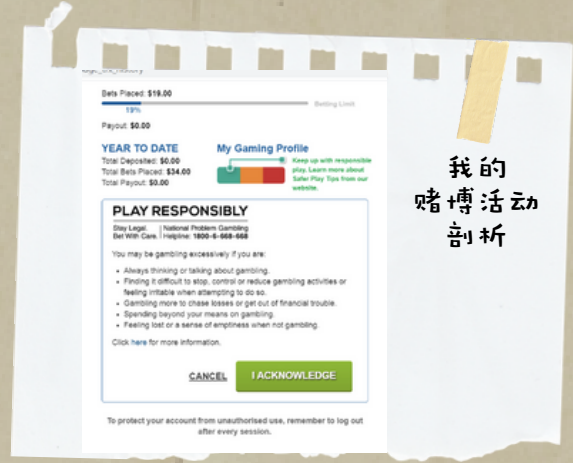 Bets Placed: $19.00
Betting Limit
19%
Payout: $0.00
YEAR TO DATE
Total Deposited: $0.00
Total Bets Placed: $34.00
Total Payout: $0.00
My Gaming Profile
Keep up with responsible
play. Learn more about
Safer Play Tips from our
website.
PLAY RESPONSIBLY
Stay Legal.
Bet With Care.
National Problem Gambling
Helpline: 1800-6-668-668
You may be gambling excessively if you are:
• Always thinking or talking about gambling.
• Finding it difficult to stop, control or reduce gambling activities or
feeling irritable when attempting to do so.
• Gambling more to chase losses or get out of financial trouble.
• Spending beyond your means on gambling.
• Feeling lost or a sense of emptiness when not gambling.
Click here for more information.
CANCEL
I ACKNOWLEDGE
To protect your account from unauthorised use, remember to log out
after every session.
我的
赌博活动
剖析